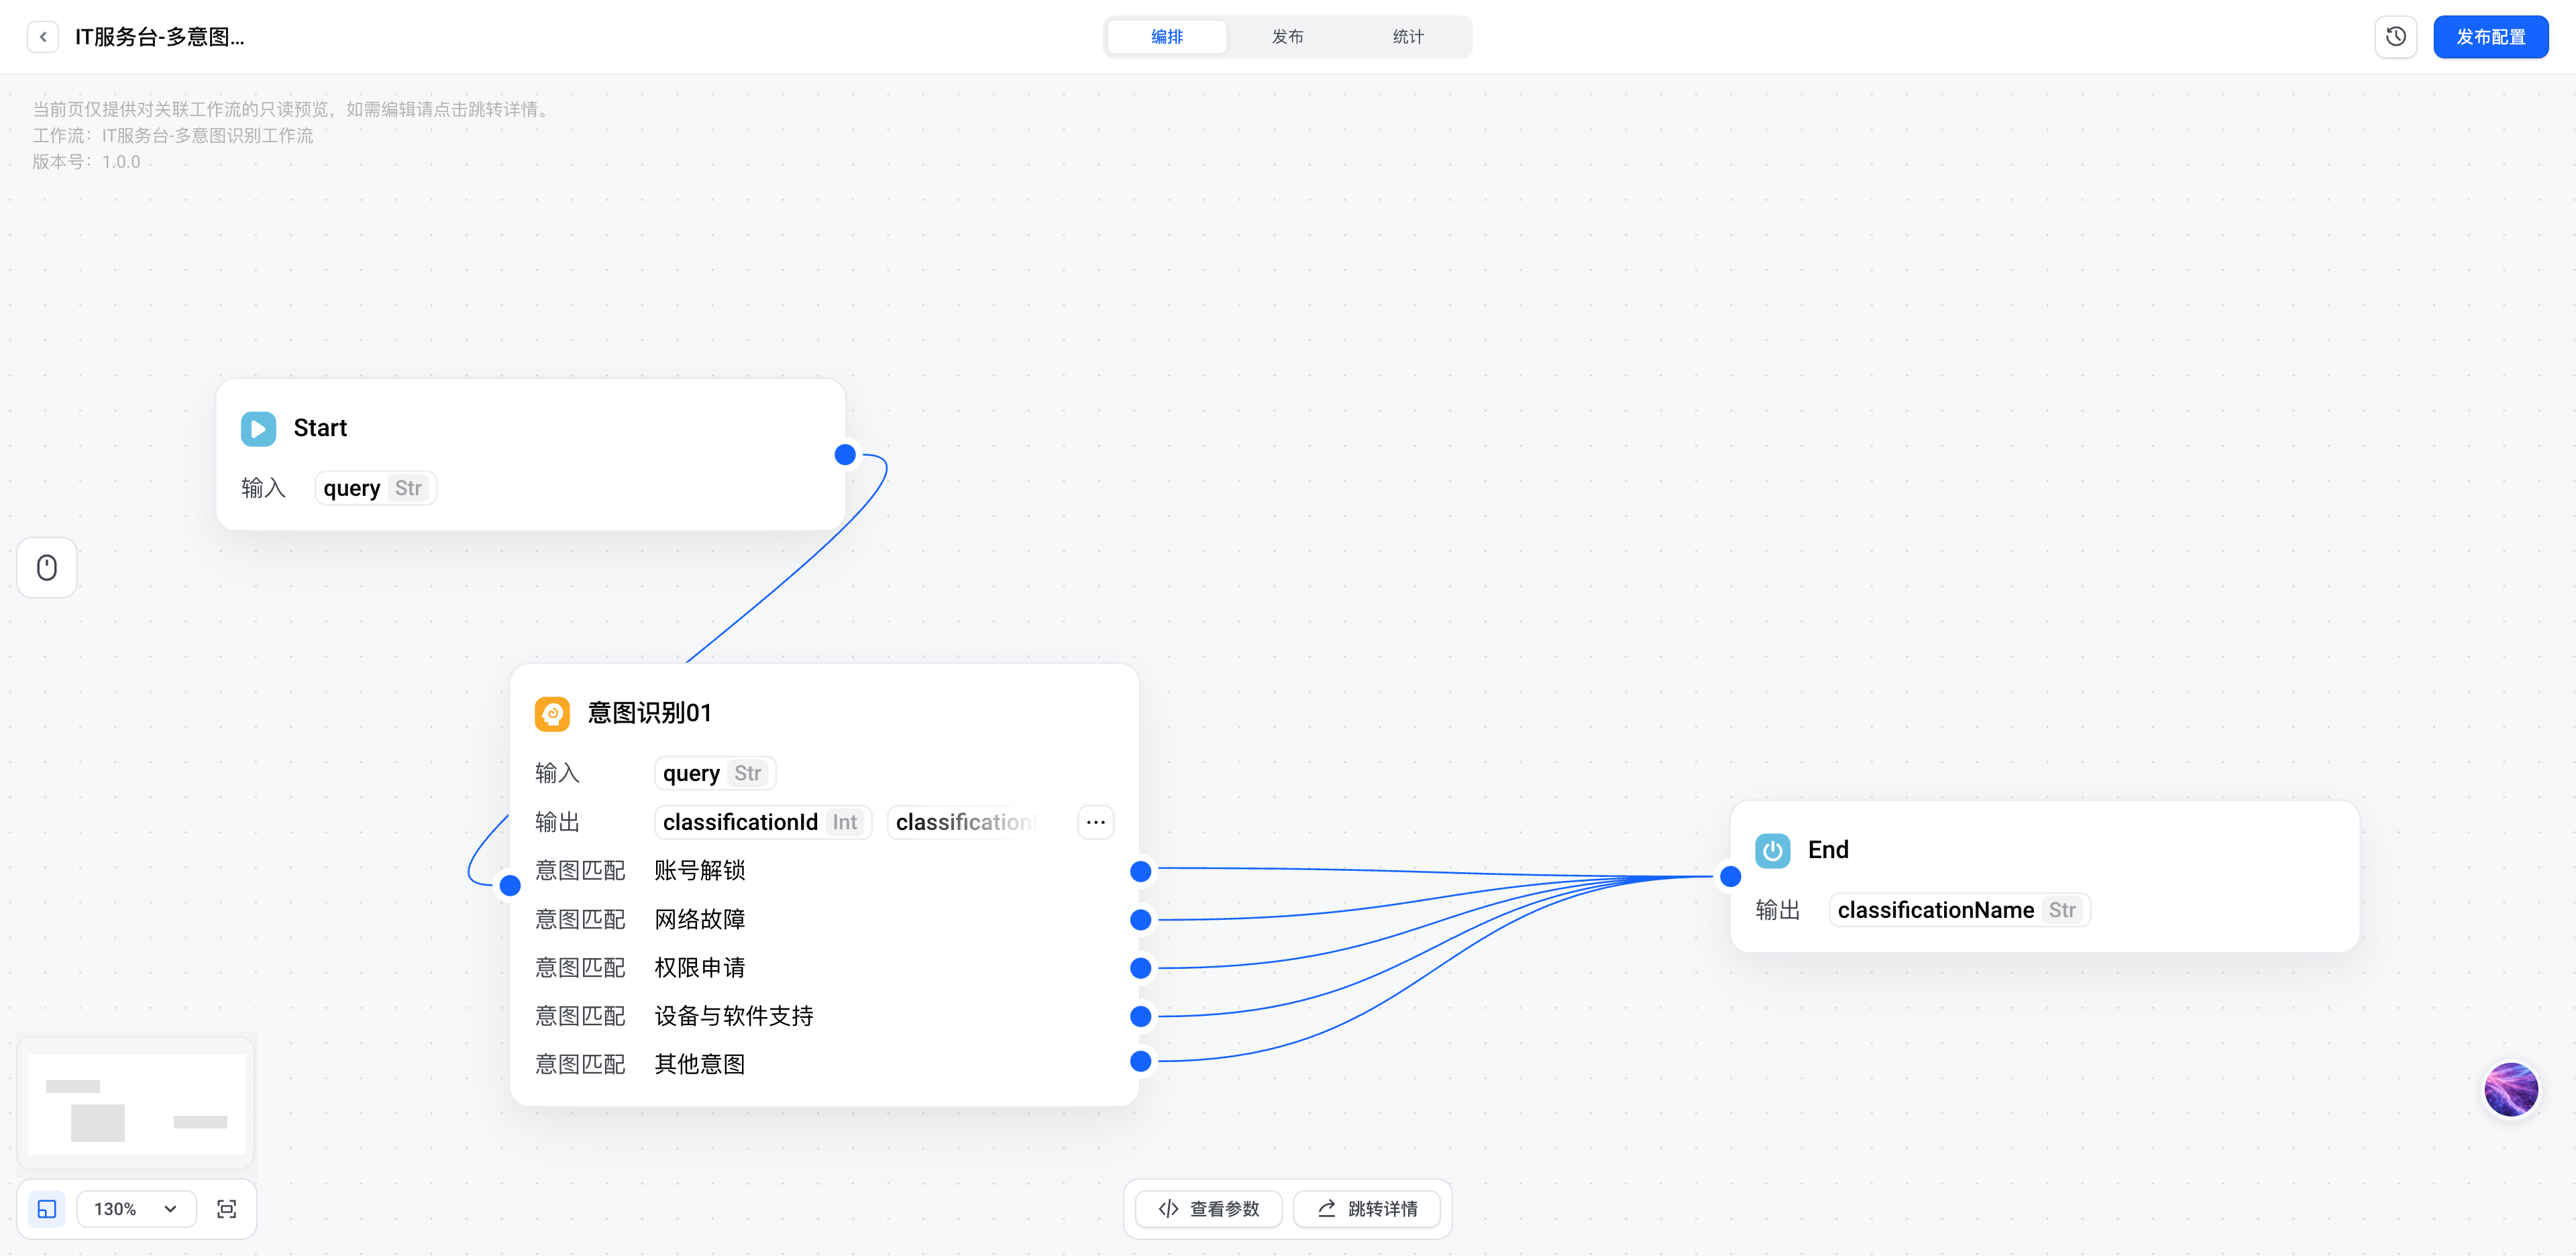 IT服务台-多意图...
编排
发布
统计
发布配置
当前页仅提供对关联工作流的只读预览，如需编辑请点击跳转详情。
工作流：IT服务台-多意图识别工作流
版本号：1.0.0
Start
输入 query Str
意图识别01
输入 query Str
输出 classificationId Int classification ...
意图匹配 账号解锁
意图匹配 网络故障
意图匹配 权限申请
意图匹配 设备与软件支持
意图匹配 其他意图
End
输出 classificationName Str
130%
查看参数
跳转详情